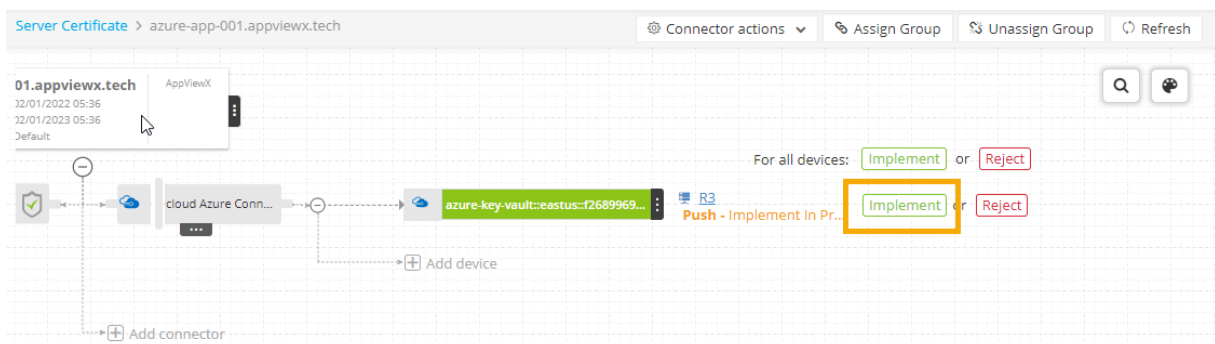 Server Certificate > azure-app-001.appviewx.tech
Connector actions Assign Group Unassign Group Refresh
01.appviewx.tech AppViewX
02/01/2022 05:36
02/01/2023 05:36
Default
For all devices: Implement or Reject
cloud Azure Conn... azure-key-vault::eastus::f2689969... R3
Push - Implement In Pr... Implement or Reject
...
Add device
Add connector